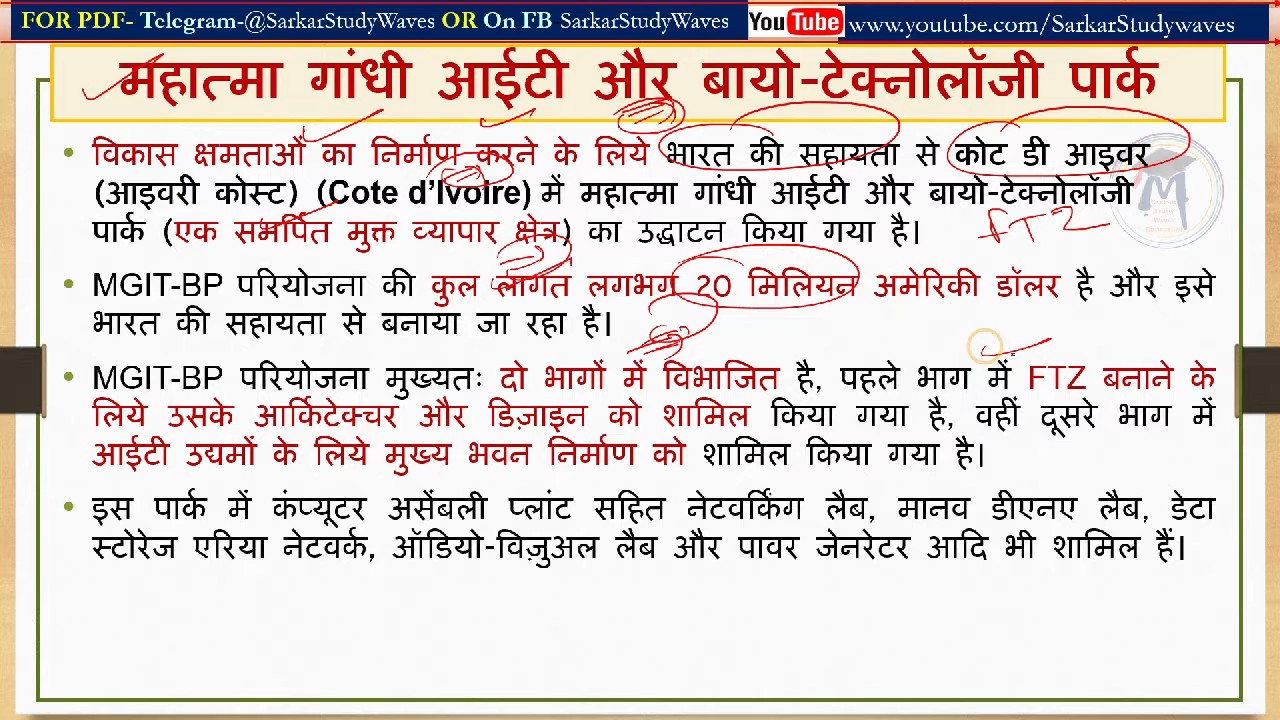 FOR PDF- Telegram-@SarkarStudyWaves OR On FB SarkarStudyWaves YouTube www.youtube.com/SarkarStudywaves
महात्मा गांधी आईटी और बायो-टेक्नोलॉजी पार्क
• विकास क्षमताओं का निर्माण करने के लिये भारत की सहायता से कोट डी आइवर
(आइवरी कोस्ट) (Cote d’Ivoire) में महात्मा गांधी आईटी और बायो-टेक्नोलॉजी
पार्क (एक समर्पित मुक्त व्यापार क्षेत्र) का उद्घाटन किया गया है।
FTZ
• MGIT-BP परियोजना की कुल लागत लगभग 20 मिलियन अमेरिकी डॉलर है और इसे
भारत की सहायता से बनाया जा रहा है।
• MGIT-BP परियोजना मुख्यतः दो भागों में विभाजित है, पहले भाग में FTZ बनाने के
लिये उसके आर्किटेक्चर और डिज़ाइन को शामिल किया गया है, वहीं दूसरे भाग में
आईटी उद्यमों के लिये मुख्य भवन निर्माण को शामिल किया गया है।
• इस पार्क में कंप्यूटर असेंबली प्लांट सहित नेटवर्किंग लैब, मानव डीएनए लैब, डेटा
स्टोरेज एरिया नेटवर्क, ऑडियो-विज़ुअल लैब और पावर जेनरेटर आदि भी शामिल हैं।